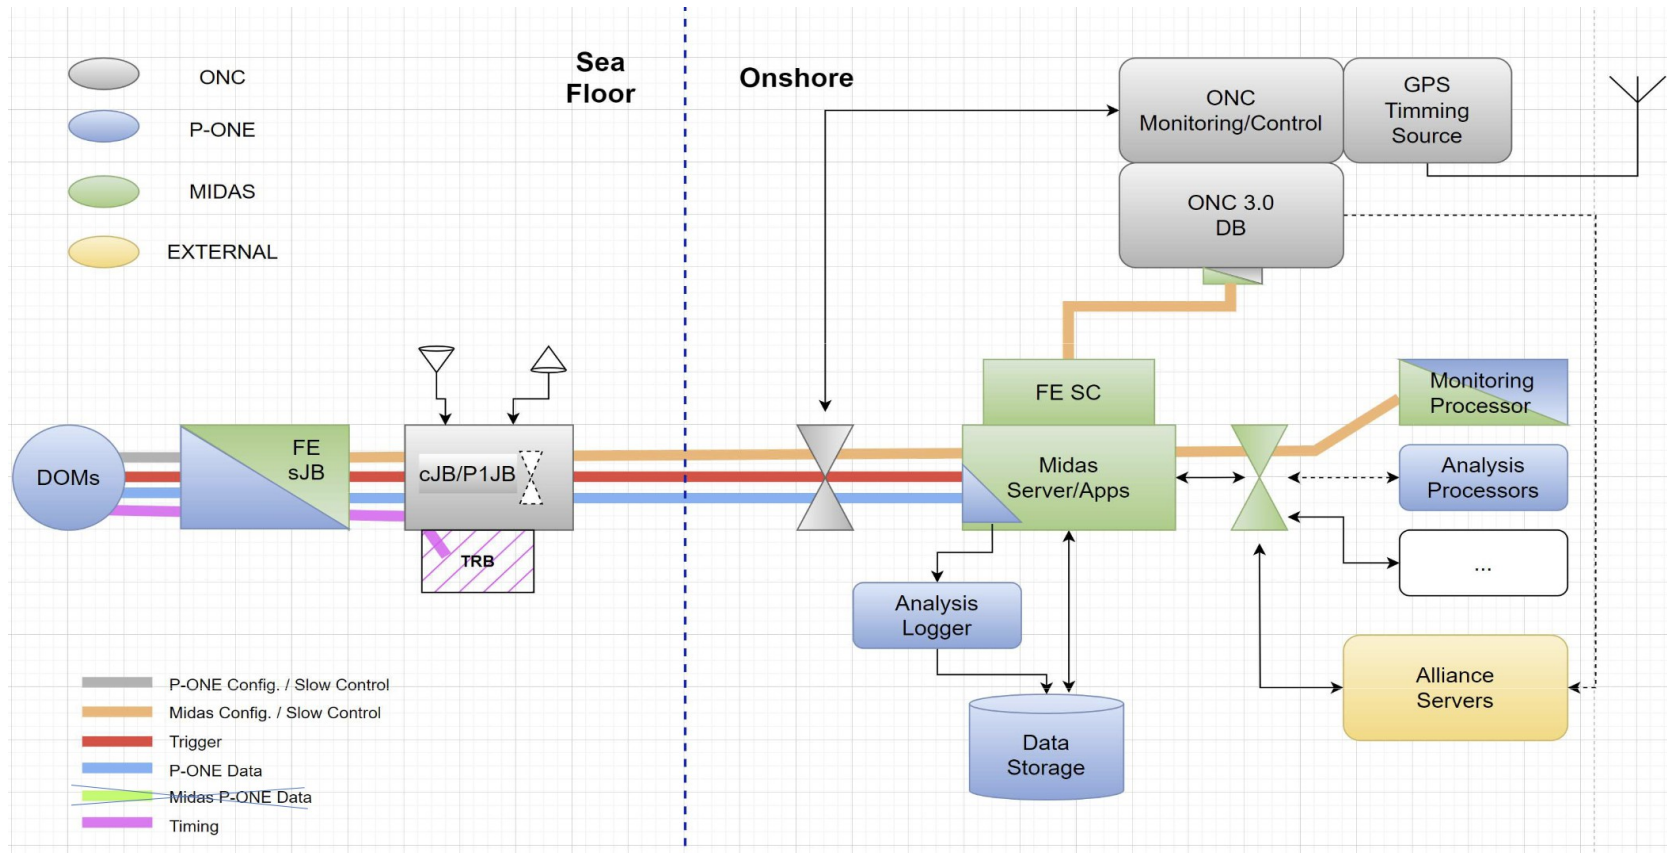 ONC
P-ONE
MIDAS
EXTERNAL
Sea
Floor
Onshore
ONC
Monitoring/Control
GPS
Timming
Source
ONC 3.0
DB
DOMs
FE
sJB
cJB/P1JB
TRB
FE SC
Midas
Server/Apps
Monitoring
Processor
Analysis
Processors
...
Analysis
Logger
Data
Storage
Alliance
Servers
P-ONE Config. / Slow Control
Midas Config. / Slow Control
Trigger
P-ONE Data
Midas P-ONE Data
Timing